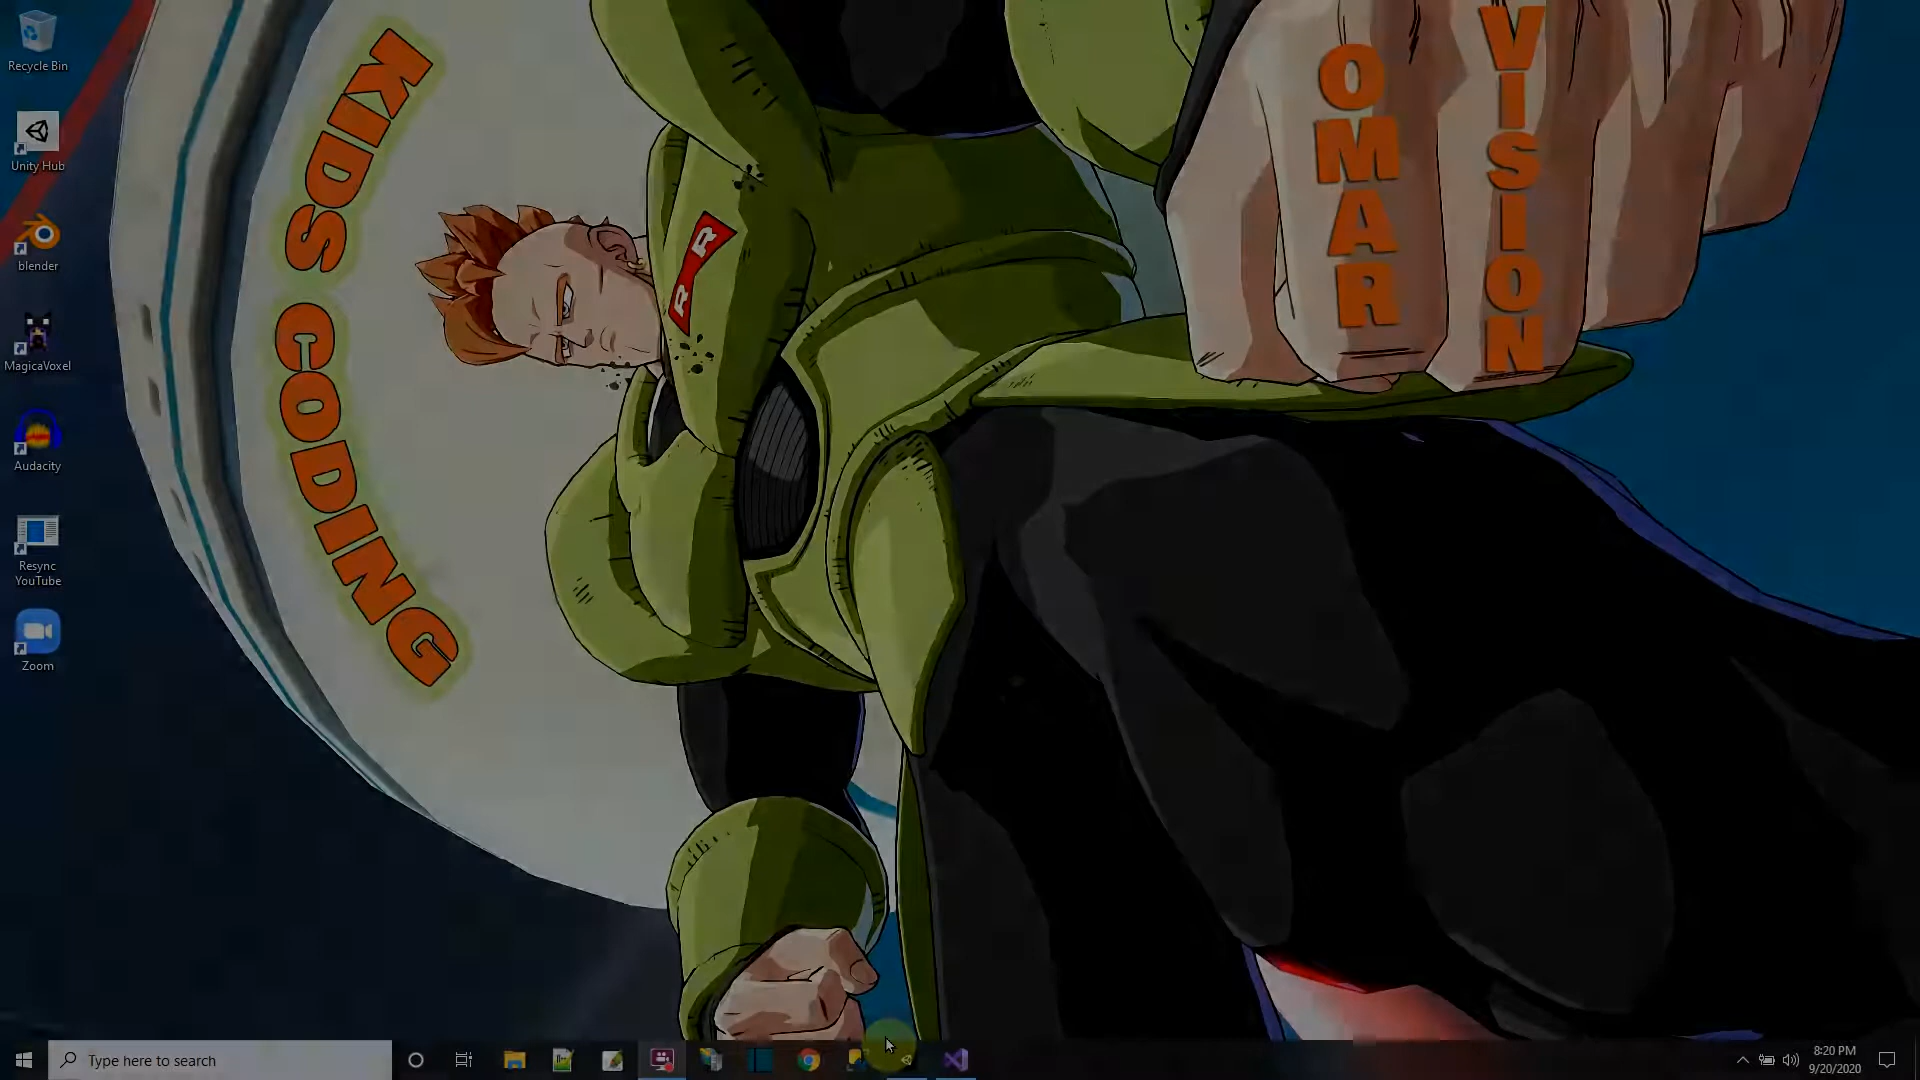 Recycle Bin
Unity Hub
blender
MagicaVoxel
Audacity
Resync
YouTube
Zoom
KIDS CODING
R R
OMAR
VISION
Type here to search
8:20 PM
9/20/2020